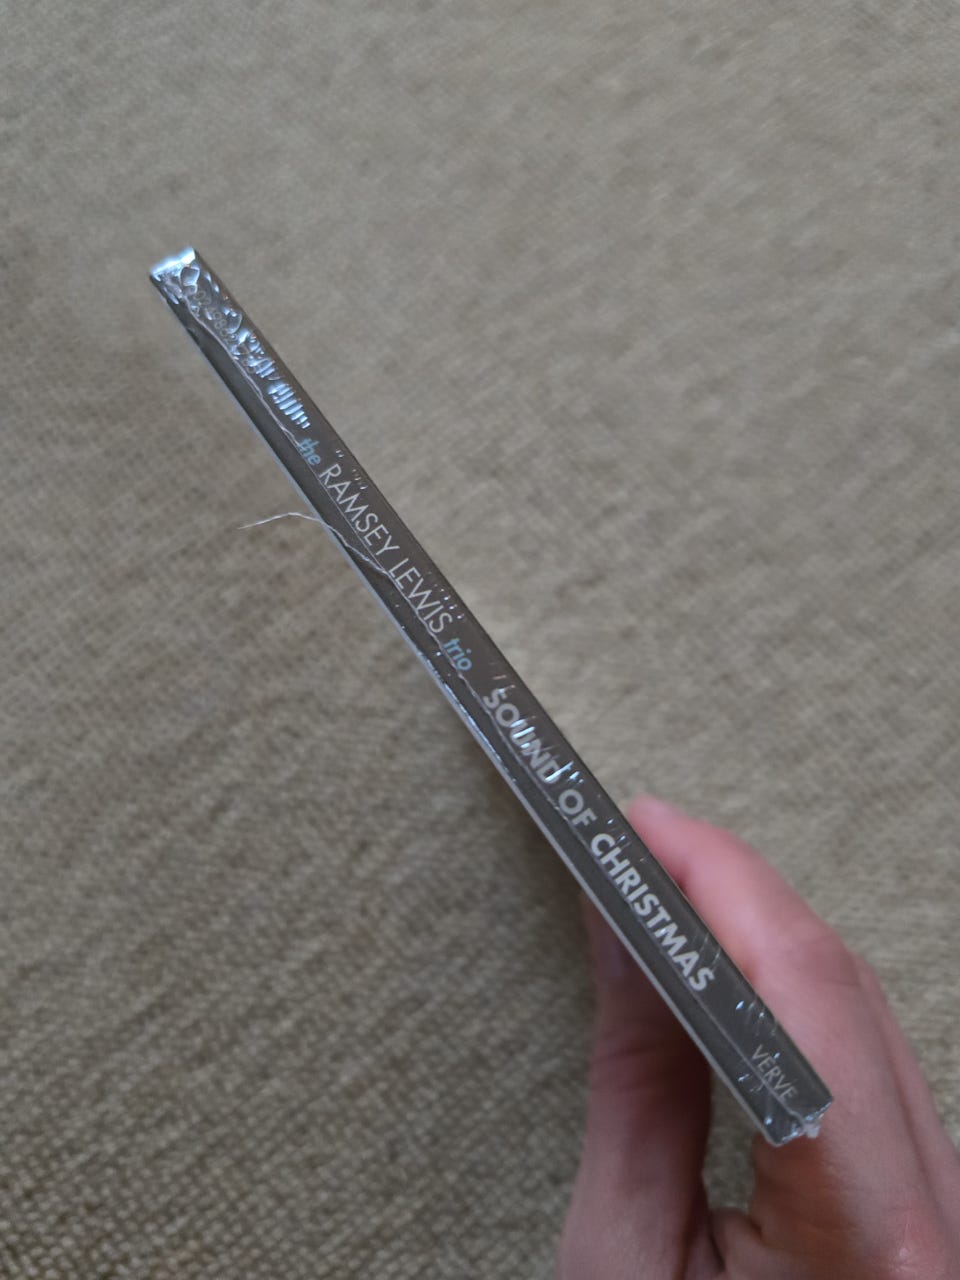 the RAMSEY LEWIS trio SOUND OF CHRISTMAS VERVE